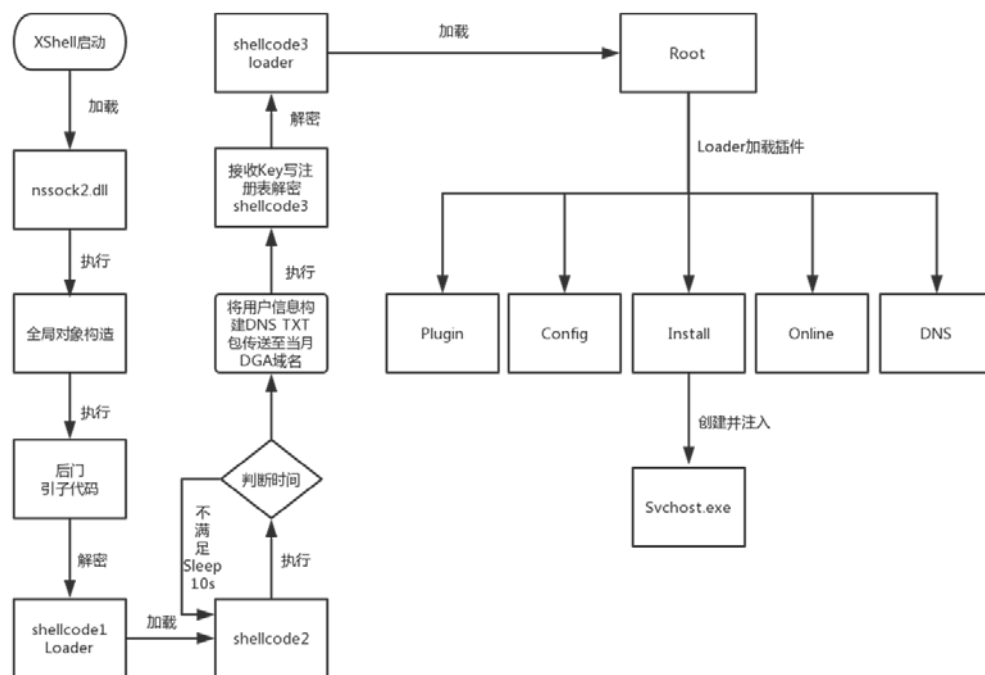 XShell启动
加载
nssock2.dll
执行
全局对象构造
执行
后门
引子代码
解密
shellcode1
Loader
加载
shellcode2
执行
判断时间
不
满
足
Sleep
10s
将用户信息构
建DNS TXT
包传送至当月
DGA域名
执行
接收Key写注
册表解密
shellcode3
解密
shellcode3
loader
加载
Root
Loader加载插件
Plugin
Config
Install
Online
DNS
创建并注入
Svchost.exe